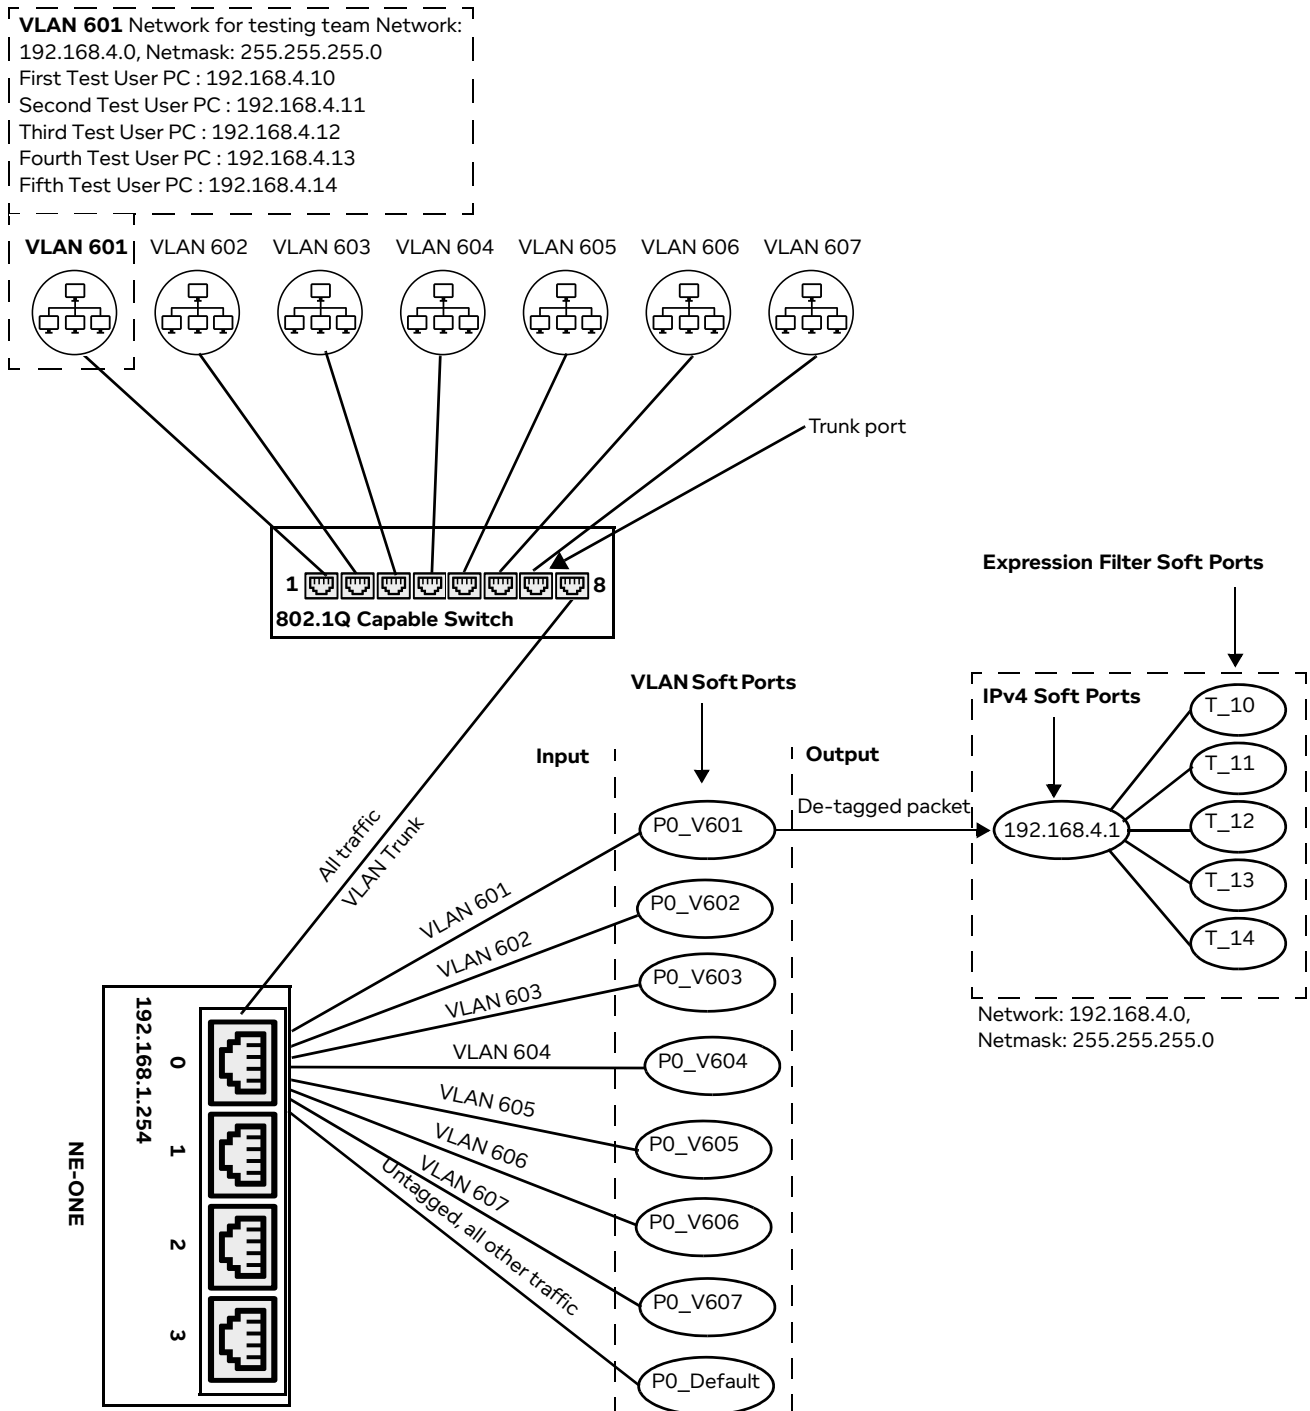 VLAN 601 Network for testing team Network:
192.168.4.0, Netmask: 255.255.255.0
First Test User PC : 192.168.4.10
Second Test User PC : 192.168.4.11
Third Test User PC : 192.168.4.12
Fourth Test User PC : 192.168.4.13
Fifth Test User PC : 192.168.4.14
VLAN 601
VLAN 602
VLAN 603
VLAN 604
VLAN 605
VLAN 606
VLAN 607
Trunk port
1
8
802.1Q Capable Switch
Expression Filter Soft Ports
VLAN Soft Ports
IPv4 Soft Ports
Input
Output
De-tagged packet
192.168.4.1
T_10
T_11
T_12
T_13
T_14
Network: 192.168.4.0,
Netmask: 255.255.255.0
All traffic
VLAN Trunk
VLAN 601
VLAN 602
VLAN 603
VLAN 604
VLAN 605
VLAN 606
VLAN 607
Untagged, all other traffic
P0_V601
P0_V602
P0_V603
P0_V604
P0_V605
P0_V606
P0_V607
P0_Default
NE-ONE
192.168.1.254
0
1
2
3